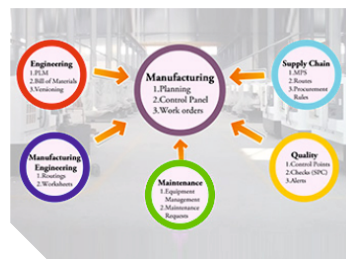 Engineering
1.PLM
2.Bill of Materials
3.Versioning
Manufacturing
1.Planning
2.Control Panel
3.Work orders
Supply Chain
1.MPS
2.Routes
3.Procurement
Rules
Manufacturing
Engineering
1.Routings
2.Worksheets
Maintenance
1.Equipment
Management
2.Maintenance
Requests
Quality
1.Control Points
2.Checks (SPC)
3.Alerts